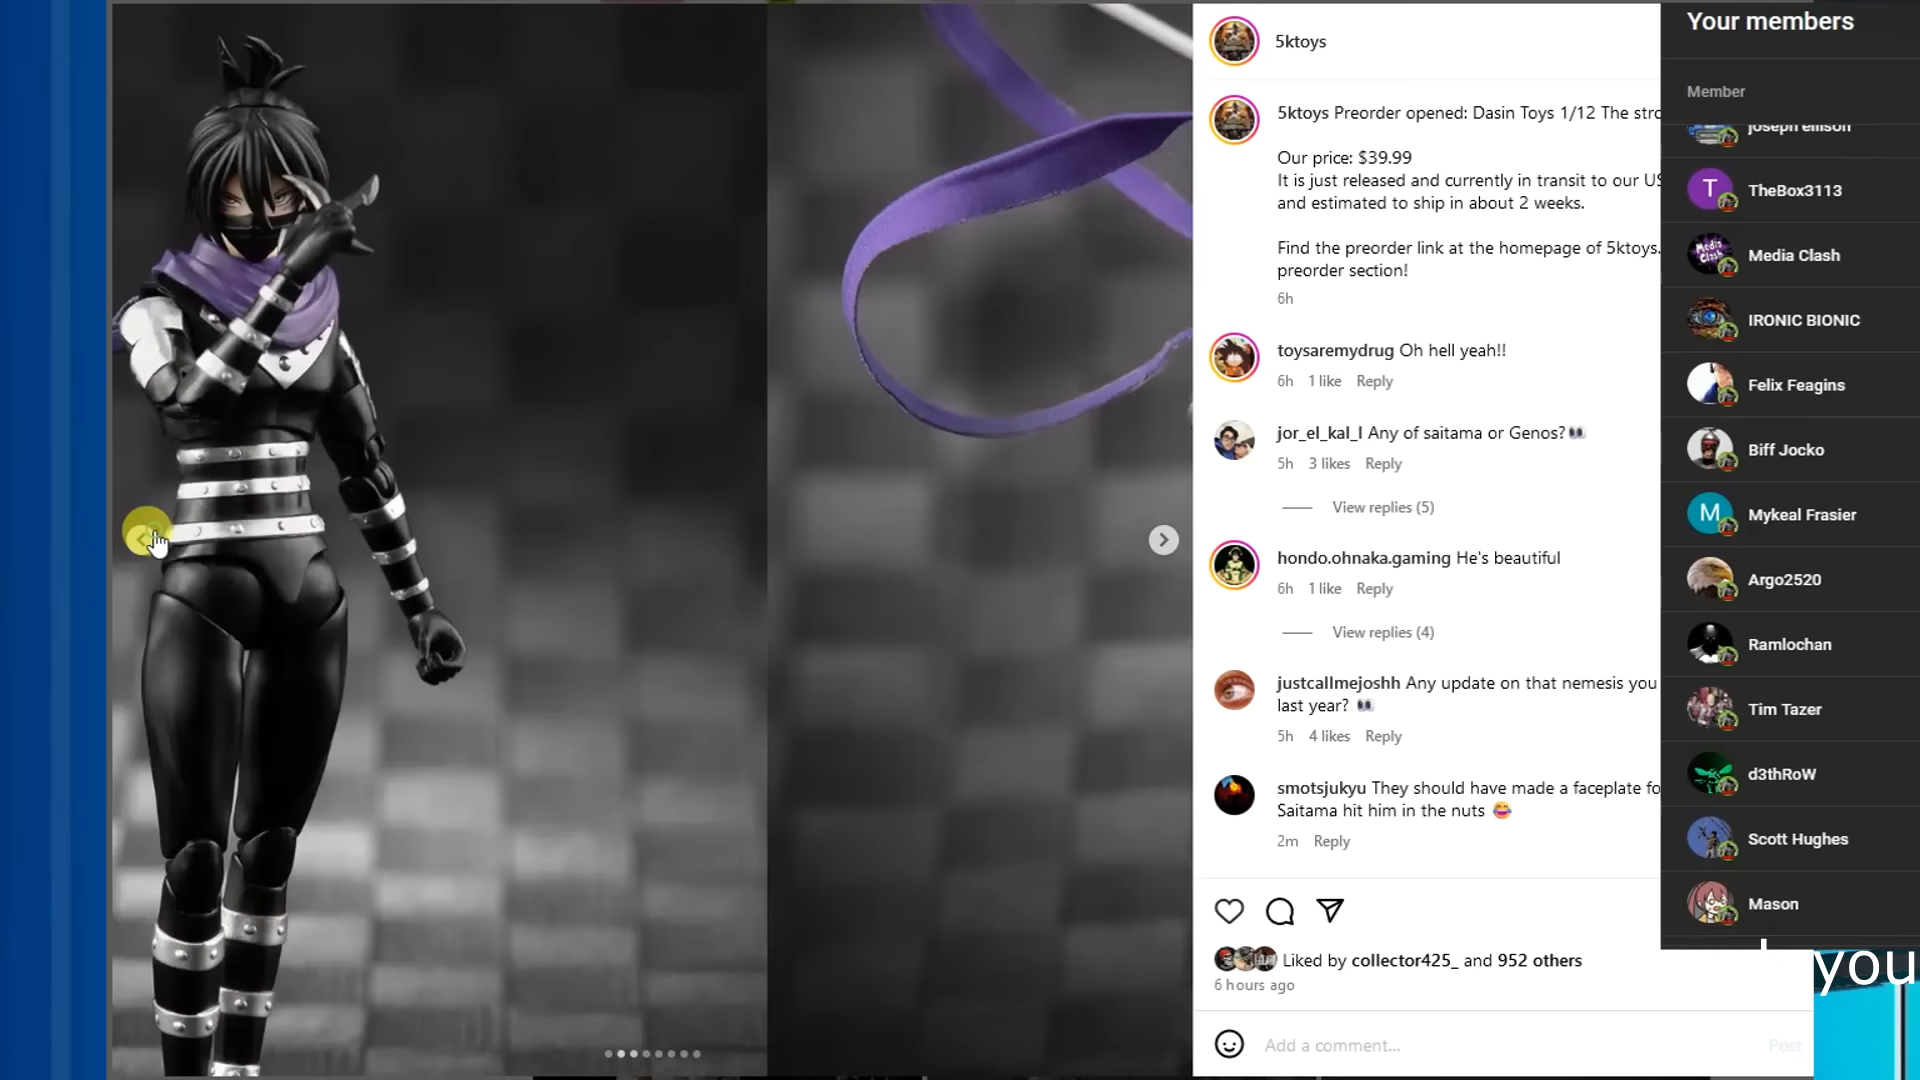 5ktoys
5ktoys Preorder opened: Dasin Toys 1/12 The stro
Our price: $39.99
It is just released and currently in transit to our US
and estimated to ship in about 2 weeks.
Find the preorder link at the homepage of 5ktoys.
preorder section!
6h
toysaremydrug Oh hell yeah!!
6h 1 like Reply
jor_el_kal_l Any of saitama or Genos?👀
5h 3 likes Reply
View replies (5)
hondo.ohnaka.gaming He's beautiful
6h 1 like Reply
View replies (4)
justcallmejoshh Any update on that nemesis you
last year? 👀
5h 4 likes Reply
smotsjukyu They should have made a faceplate fo
Saitama hit him in the nuts 😂
2m Reply
Liked by collector425_ and 952 others
6 hours ago
Add a comment...
Post
Your members
Member
joseph ellison
T
TheBox3113
Media Clash
Media Clash
IRONIC BIONIC
Felix Feagins
Biff Jocko
M
Mykeal Frasier
Argo2520
Ramlochan
Tim Tazer
d3thRoW
Scott Hughes
Mason
you